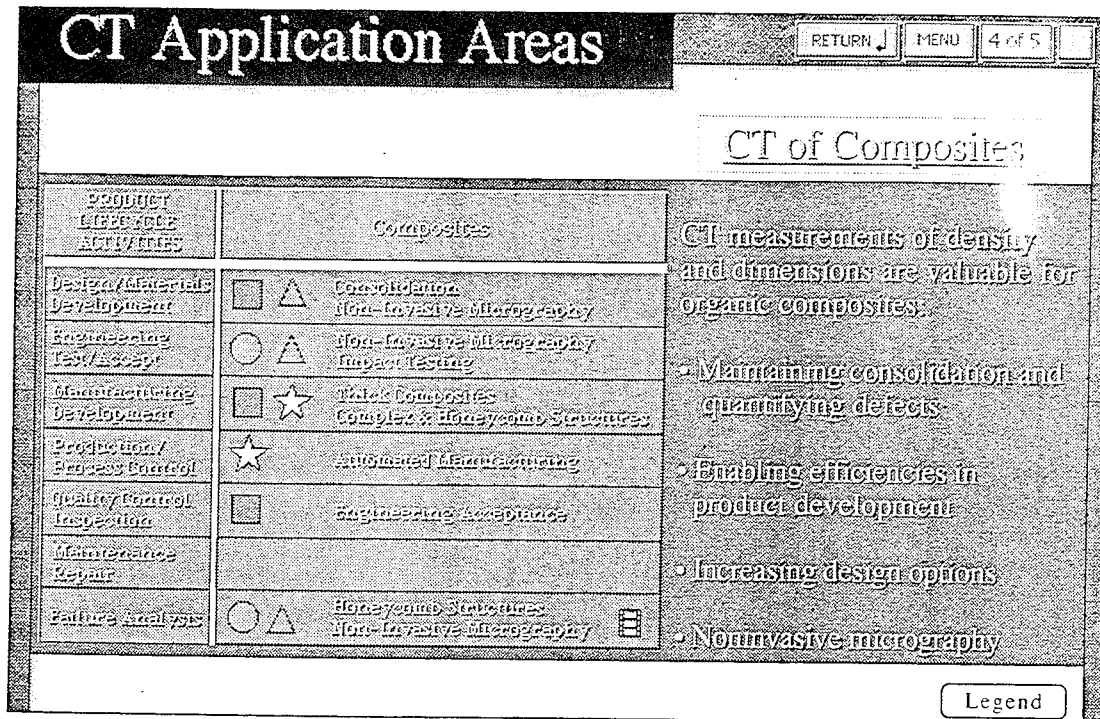 CT Application Areas
RETURN
MENU
4 of 5
CT of Composites
PRODUCT
LIFECYCLE
ACTIVITIES
Composites
Design/Materials
Development
Consolidation
Non-Invasive Micrography
Engineering
Test/Accept
Non-Invasive Micrography
Impact Testing
Manufacturing
Development
Thick Composites
Complex & Honeycomb Structures
Production/
Process Control
Automated Manufacturing
Quality Control
Inspection
Engineering Acceptance
Maintenance
Repair
Failure Analysis
Honeycomb Structures
Non-Invasive Micrography
CT measurements of density
and dimensions are valuable for
organic composites:
• Maintaining consolidation and
quantifying defects
• Enabling efficiencies in
product development
• Increasing design options
• Noninvasive micrography
Legend